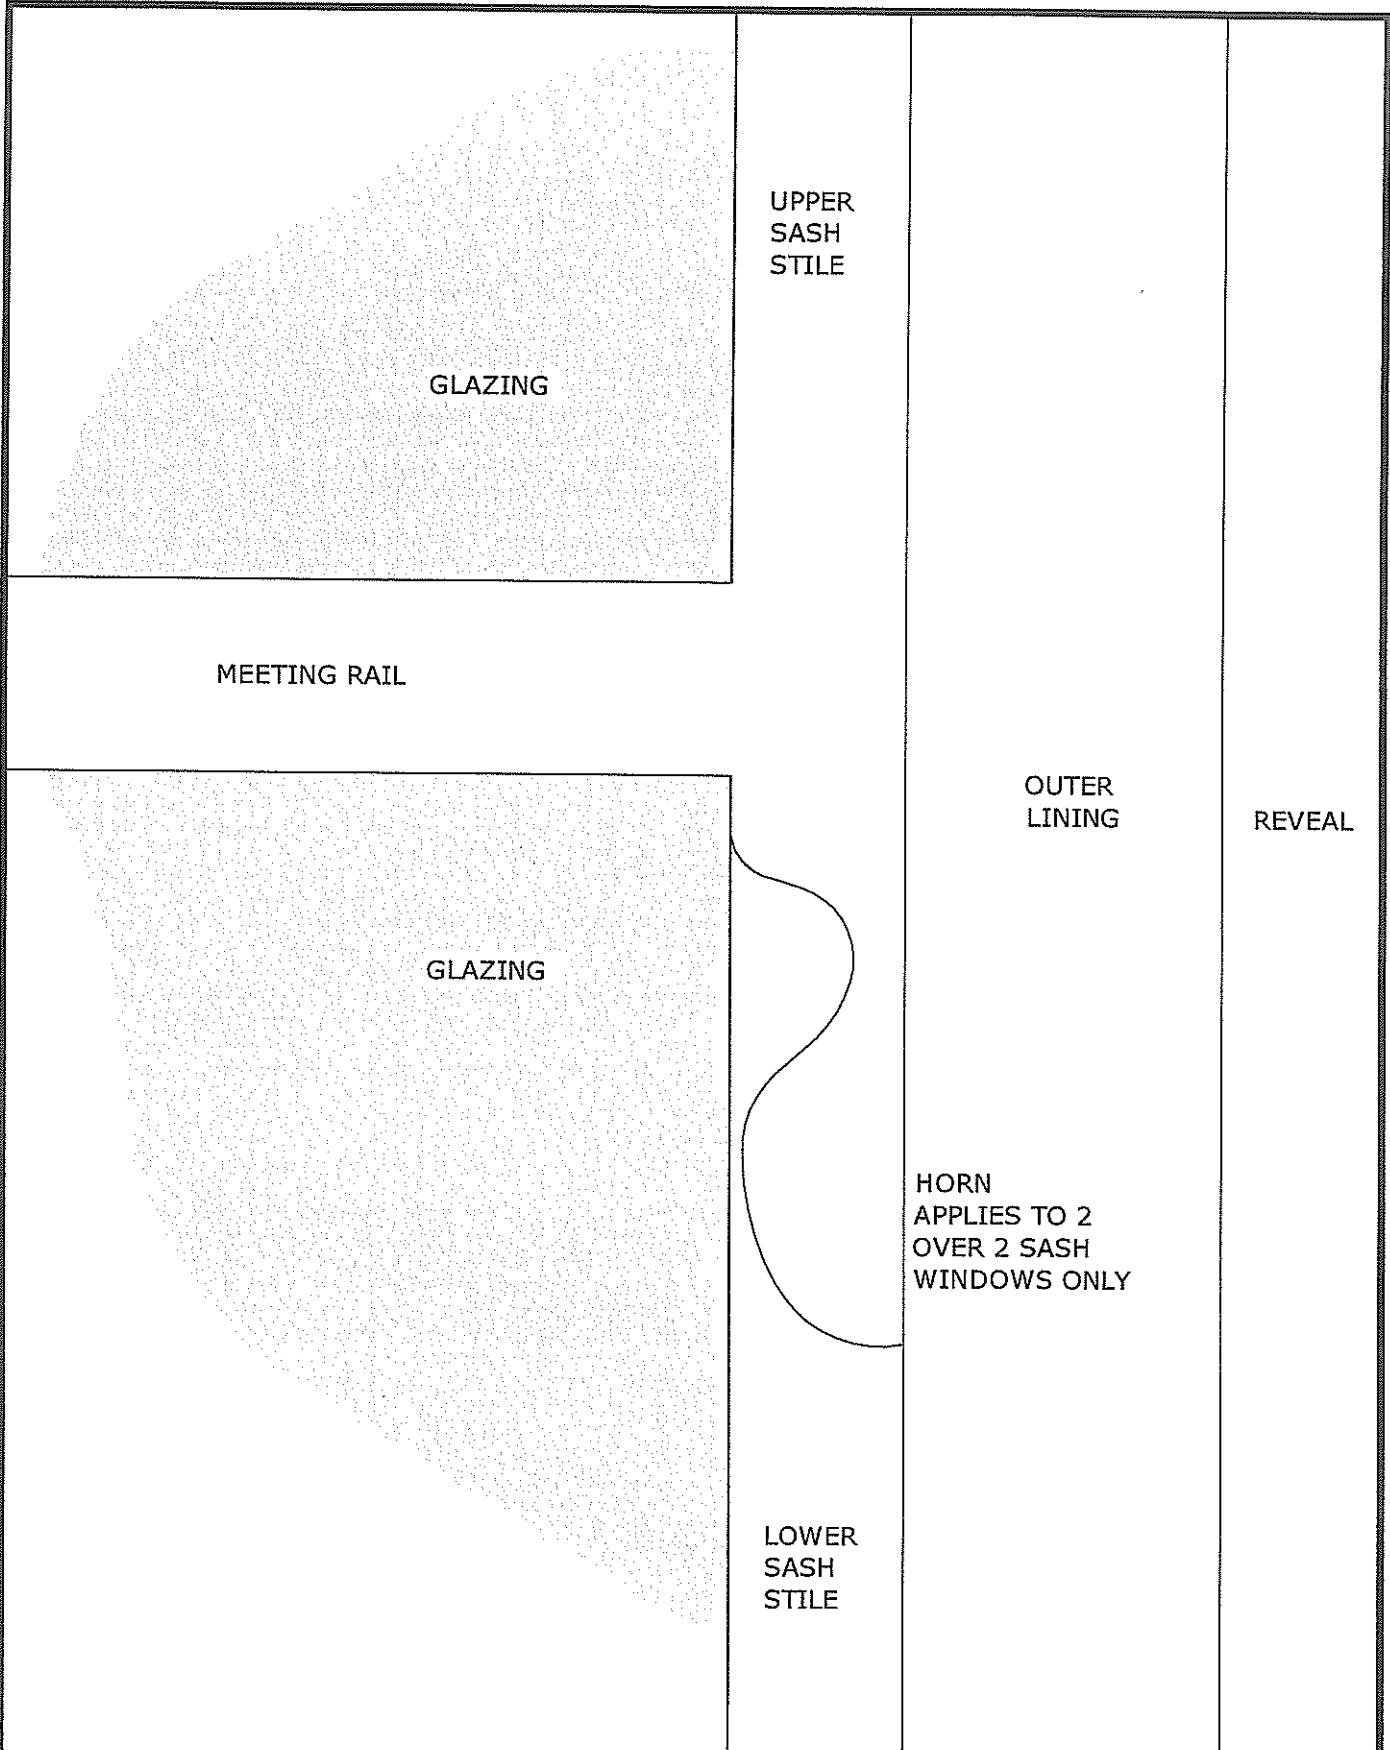 UPPER
SASH
STILE
GLAZING
MEETING RAIL
OUTER
LINING
REVEAL
GLAZING
HORN
APPLIES TO 2
OVER 2 SASH
WINDOWS ONLY
LOWER
SASH
STILE